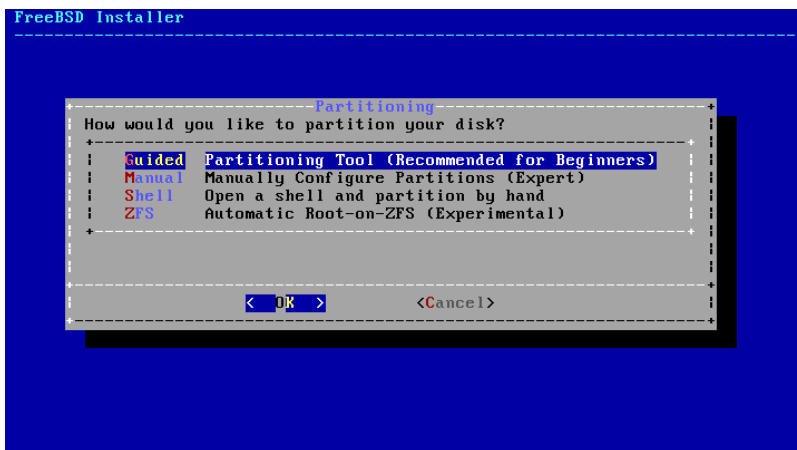 FreeBSD Installer
Partitioning
How would you like to partition your disk?
Guided Partitioning Tool (Recommended for Beginners)
Manual Manually Configure Partitions (Expert)
Shell Open a shell and partition by hand
ZFS Automatic Root-on-ZFS (Experimental)
< OK > <Cancel>